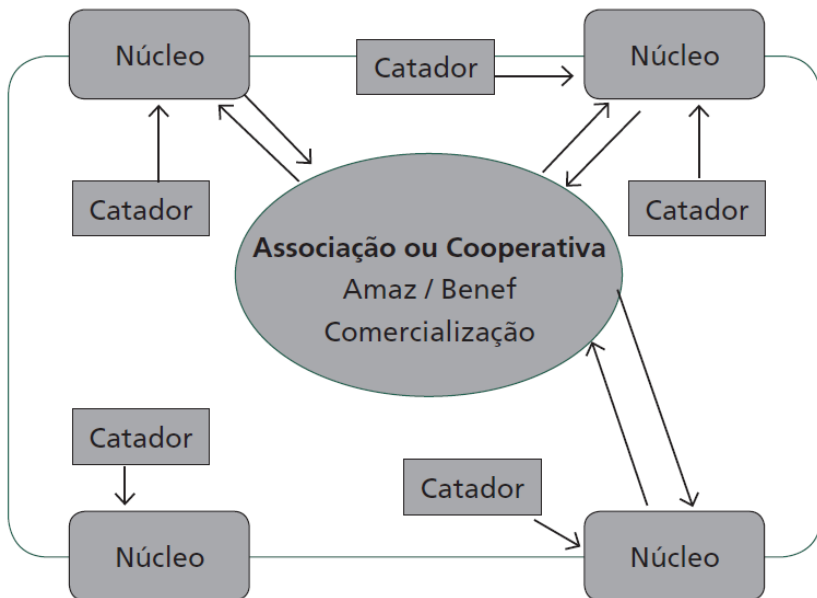 Núcleo
Catador
Núcleo
Catador
Catador
Associação ou Cooperativa
Amaz / Benef
Comercialização
Catador
Catador
Núcleo
Núcleo